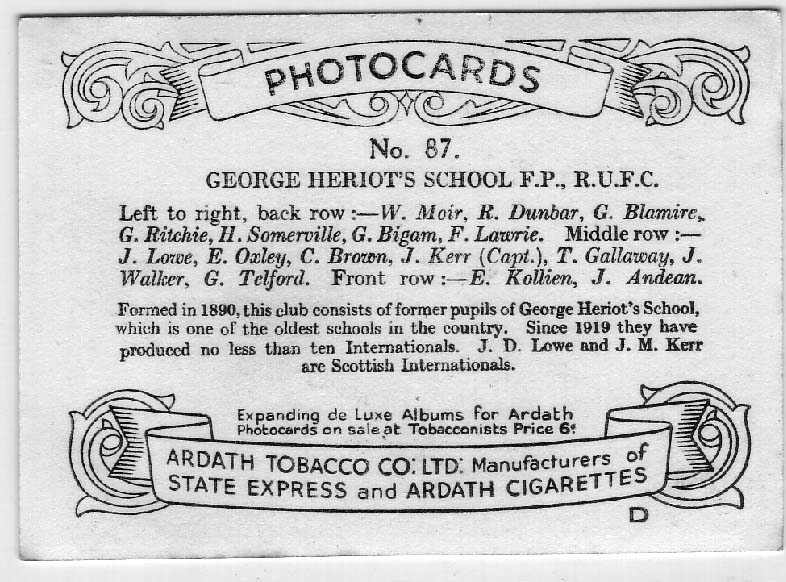 PHOTOCARDS
No. 87.
GEORGE HERIOT'S SCHOOL F.P., R.U.F.C.
Left to right, back row :—W. Moir, R. Dunbar, G. Blamire,
G. Ritchie, H. Somerville, G. Bigam, F. Lawrie. Middle row :—
J. Lowe, E. Oxley, C. Brown, J. Kerr (Capt.), T. Gallaway, J.
Walker, G. Telford. Front row :—E. Kollien, J. Andean.
Formed in 1890, this club consists of former pupils of George Heriot's School,
which is one of the oldest schools in the country. Since 1919 they have
produced no less than ten Internationals. J. D. Lowe and J. M. Kerr
are Scottish Internationals.
Expanding de Luxe Albums for Ardath
Photocards on sale at Tobacconists Price 6ᵈ
ARDATH TOBACCO CO: LTD: Manufacturers of
STATE EXPRESS and ARDATH CIGARETTES
D